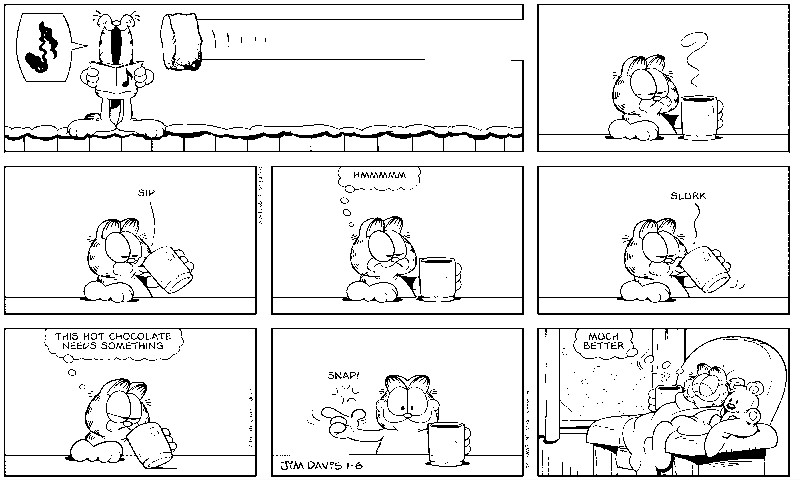 SIP
HMMMMM
SLURK
THIS HOT CHOCOLATE
NEEDS SOMETHING
SNAP!
JIM DAVIS 1-6
MUCH
BETTER